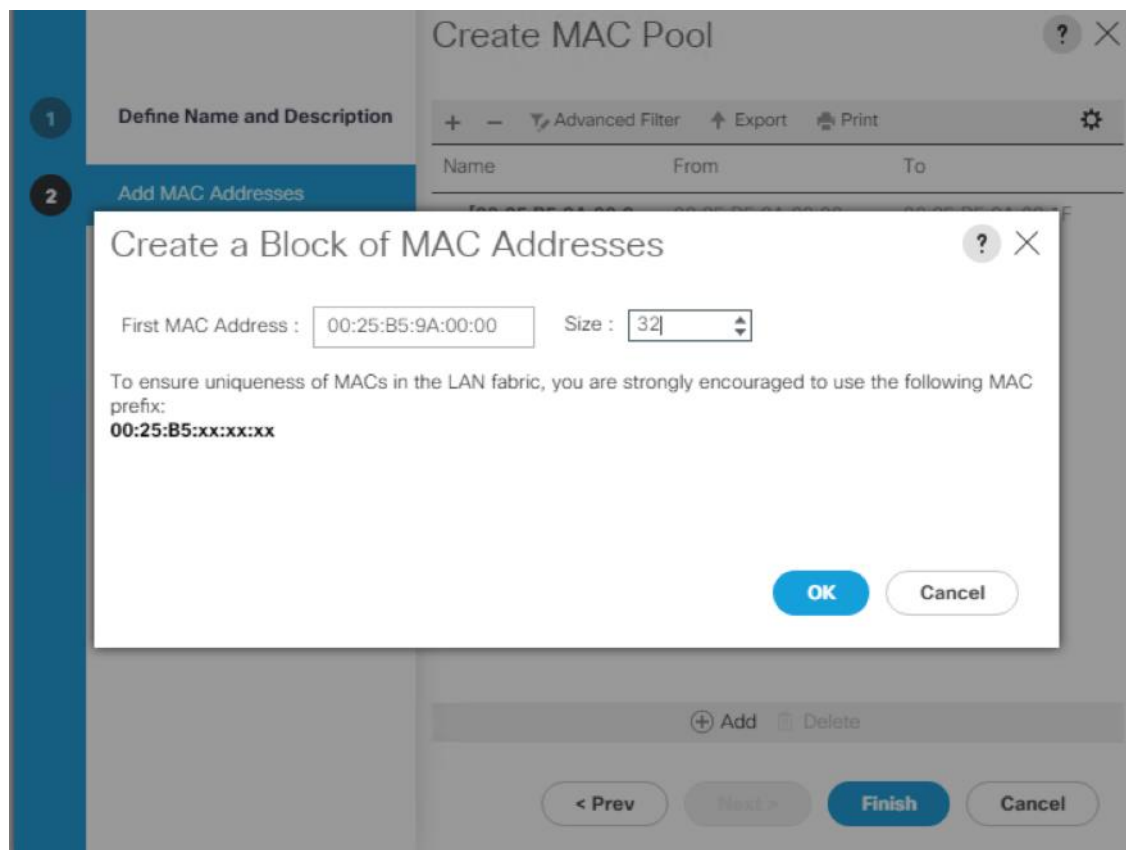 Create MAC Pool
?
1 Define Name and Description
Advanced Filter Export Print
Name From To
2 Add MAC Addresses
Create a Block of MAC Addresses
?
First MAC Address : 00:25:B5:9A:00:00 Size : 32
To ensure uniqueness of MACs in the LAN fabric, you are strongly encouraged to use the following MAC
prefix:
00:25:B5:xx:xx:xx
OK Cancel
Add Delete
< Prev Next > Finish Cancel